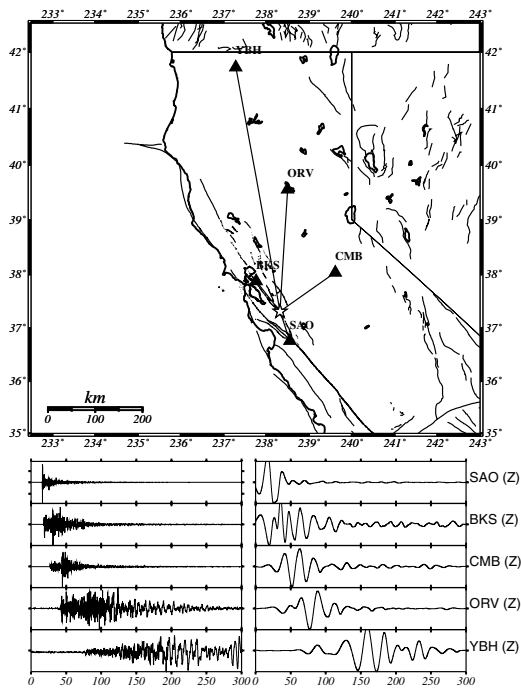 233° 234° 235° 236° 237° 238° 239° 240° 241° 242° 243°
42° 42°
YBH
41° 41°
40° 40°
ORV
39° 39°
CMB
38° 38°
BKS
37° 37°
SAO
36° 36°
km
0 100 200
35° 35°
233° 234° 235° 236° 237° 238° 239° 240° 241° 242° 243°
SAO (Z)
BKS (Z)
CMB (Z)
ORV (Z)
YBH (Z)
0 50 100 150 200 250 300 0 50 100 150 200 250 300